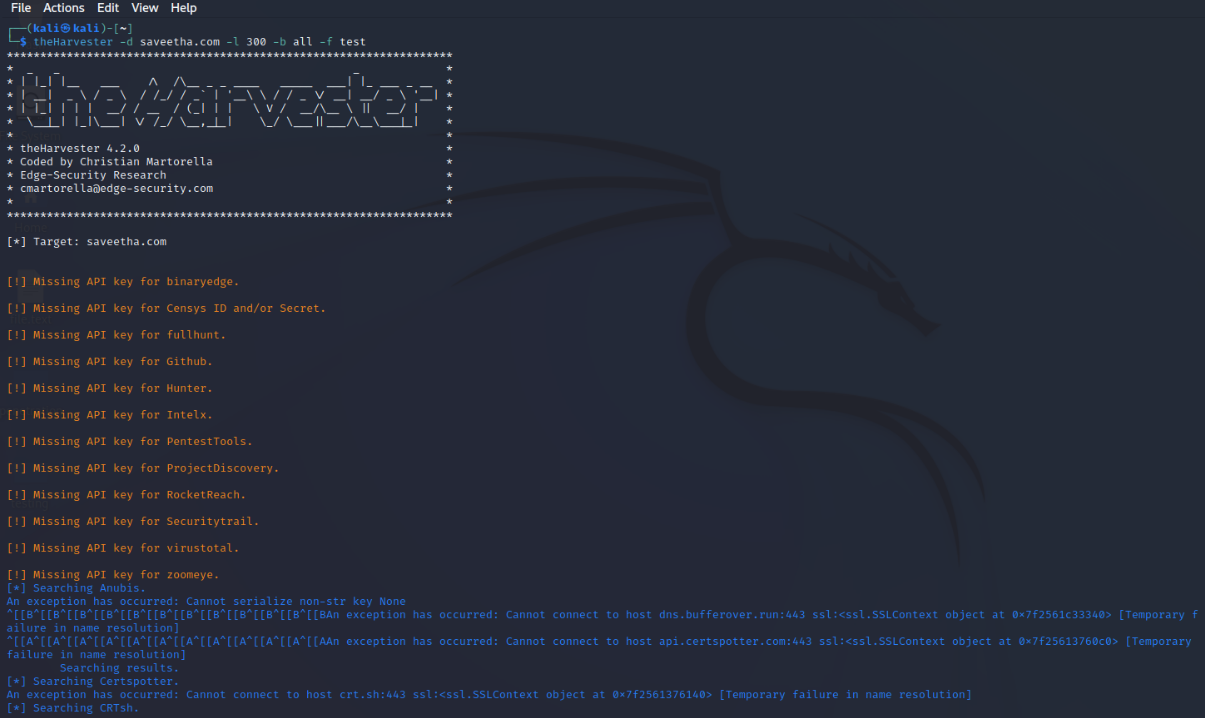 File Actions Edit View Help
┌──(kali㉿kali)-[~]
└─$ theHarvester -d saveetha.com -l 300 -b all -f test
*******************************************************************
* theHarvester *
* *
* theHarvester 4.2.0 *
* Coded by Christian Martorella *
* Edge-Security Research *
* cmartorella@edge-security.com *
* *
*******************************************************************
[*] Target: saveetha.com
[!] Missing API key for binaryedge.
[!] Missing API key for Censys ID and/or Secret.
[!] Missing API key for fullhunt.
[!] Missing API key for Github.
[!] Missing API key for Hunter.
[!] Missing API key for Intelx.
[!] Missing API key for PentestTools.
[!] Missing API key for ProjectDiscovery.
[!] Missing API key for RocketReach.
[!] Missing API key for Securitytrail.
[!] Missing API key for virustotal.
[!] Missing API key for zoomeye.
[*] Searching Anubis.
An exception has occurred: Cannot serialize non-str key None
^[[B^[[B^[[B^[[B^[[B^[[B^[[B^[[B^[[B^[[B^[[B^[[BAn exception has occurred: Cannot connect to host dns.bufferover.run:443 ssl:<ssl.SSLContext object at 0x7f2561c33340> [Temporary f
ailure in name resolution]
^[[A^[[A^[[A^[[A^[[A^[[A^[[A^[[A^[[A^[[A^[[A^[[AAn exception has occurred: Cannot connect to host api.certspotter.com:443 ssl:<ssl.SSLContext object at 0x7f25613760c0> [Temporary
failure in name resolution]
Searching results.
[*] Searching Certspotter.
An exception has occurred: Cannot connect to host crt.sh:443 ssl:<ssl.SSLContext object at 0x7f2561376140> [Temporary failure in name resolution]
[*] Searching CRTsh.